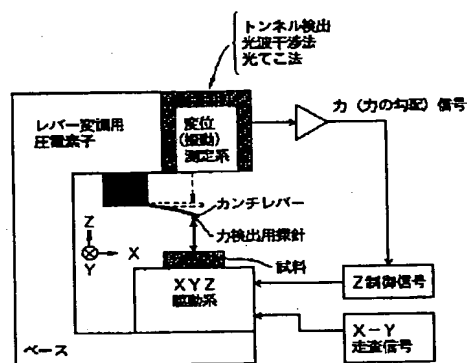 トンネル検出
光波干渉法
光てこ法
力（力の勾配）信号
レバー変調用
圧電素子
変位
(振動)
測定系
カンチレバー
力検出用探針
Z
X
Y
試料
XYZ
駆動系
Z制御信号
X－Y
走査信号
ベース